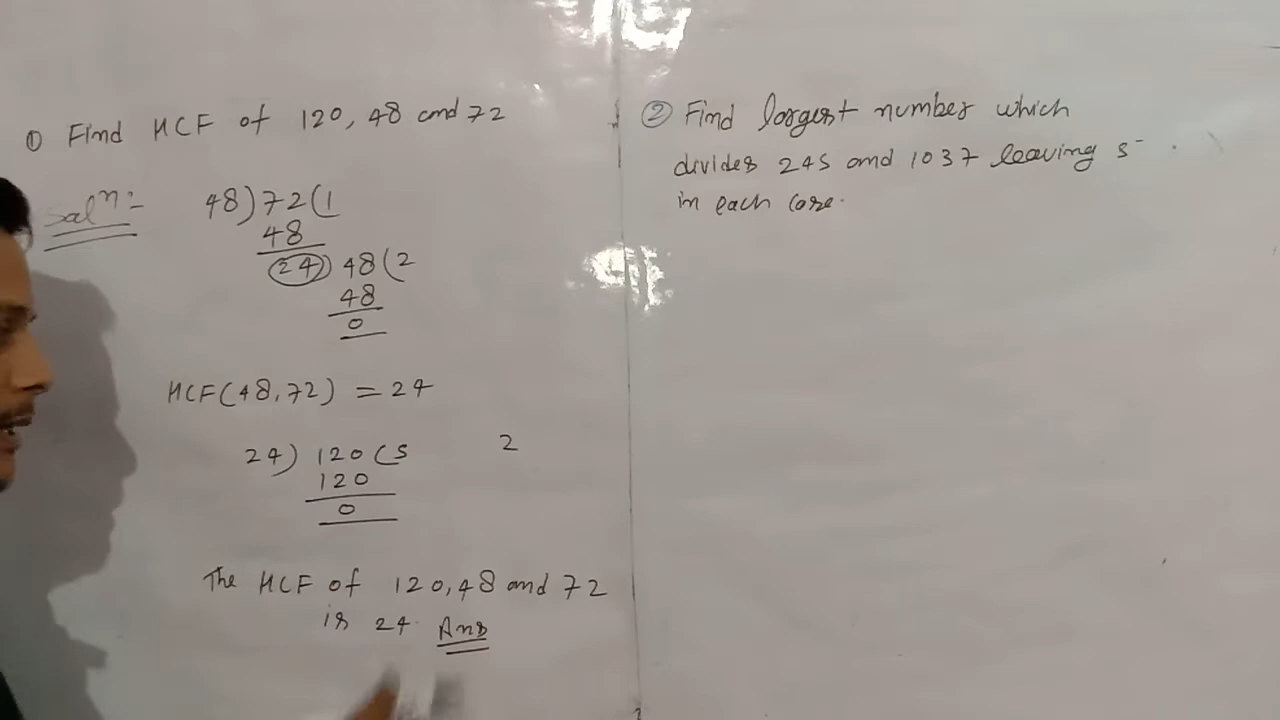 ① Find HCF of 120, 48 and 72
Solⁿ:-
48) 72 (1
48
24) 48 (2
48
0
HCF(48,72) = 24
24) 120 (5
120
0
2
The HCF of 120,48 and 72
is 24. Ans
② Find largest number which
divides 245 and 1037 leaving 5
in each case.